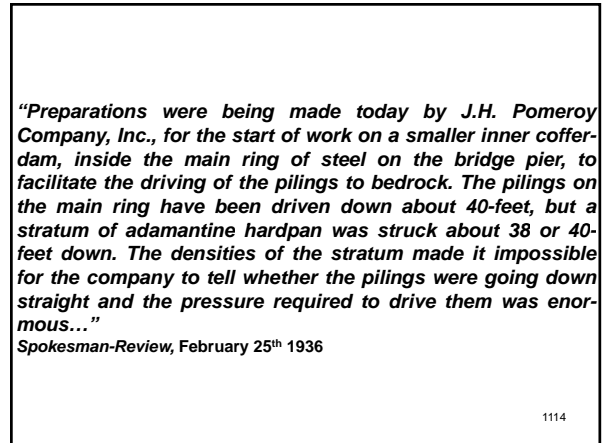 “Preparations were being made today by J.H. Pomeroy
Company, Inc., for the start of work on a smaller inner coffer-
dam, inside the main ring of steel on the bridge pier, to
facilitate the driving of the pilings to bedrock. The pilings on
the main ring have been driven down about 40-feet, but a
stratum of adamantine hardpan was struck about 38 or 40-
feet down. The densities of the stratum made it impossible
for the company to tell whether the pilings were going down
straight and the pressure required to drive them was enor-
mous…”
Spokesman-Review, February 25th 1936
1114